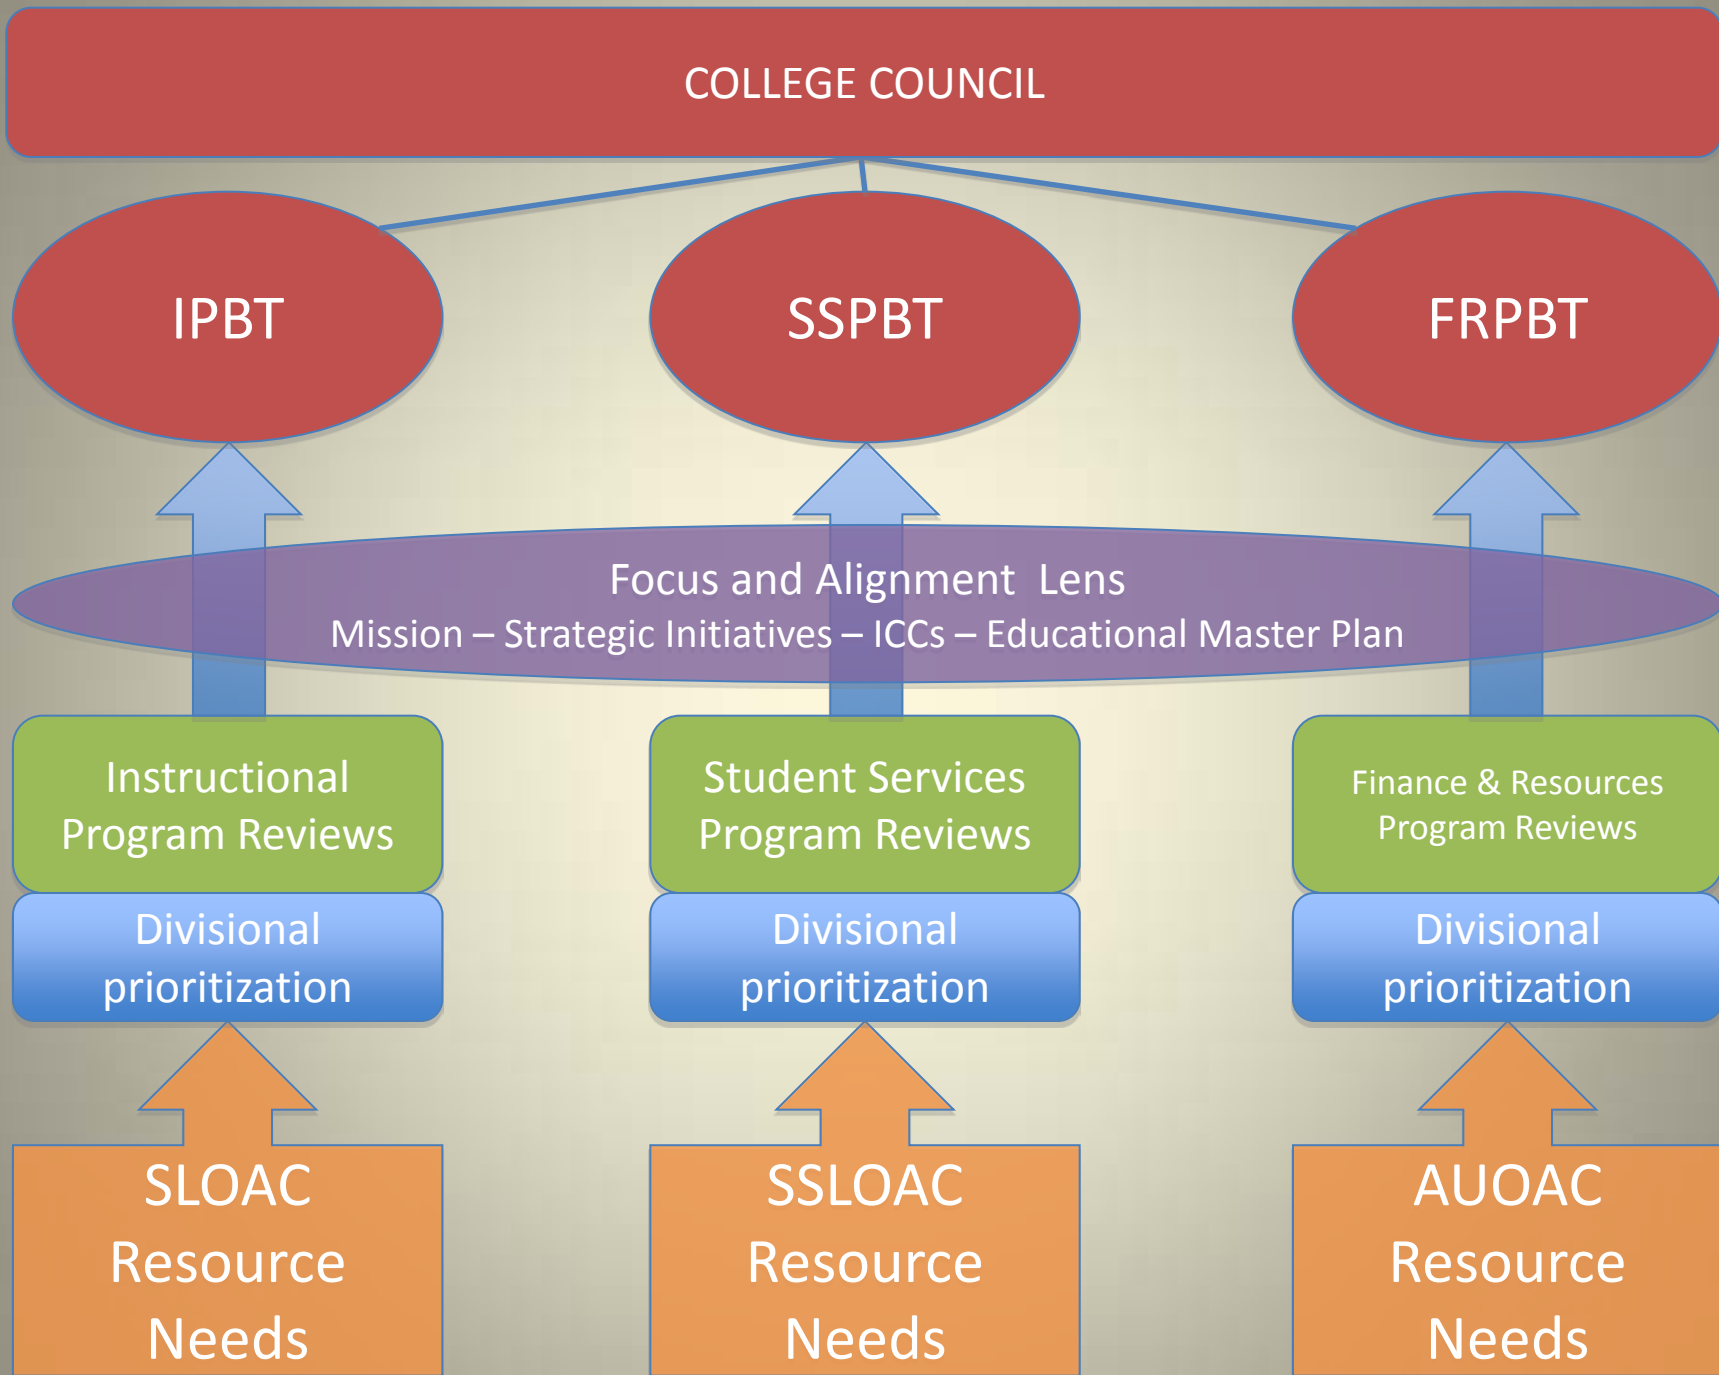 COLLEGE COUNCIL
IPBT
SSPBT
FRPBT
Focus and Alignment  Lens
Mission – Strategic Initiatives – ICCs – Educational Master Plan
Instructional
Program Reviews
Student Services
Program Reviews
Finance & Resources
Program Reviews
Divisional
prioritization
Divisional
prioritization
Divisional
prioritization
SLOAC
Resource
Needs
SSLOAC
Resource
Needs
AUOAC
Resource
Needs